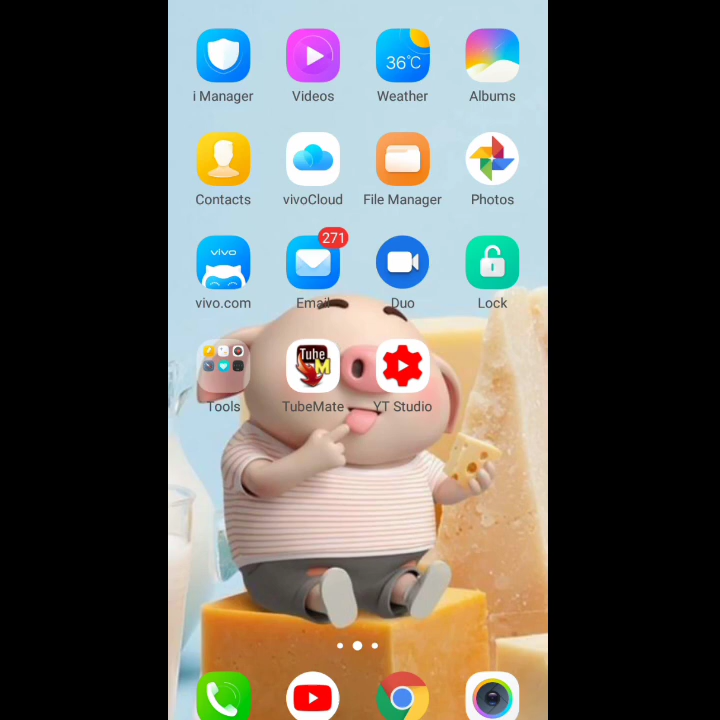 36°C
i Manager
Videos
Weather
Albums
Contacts
vivoCloud
File Manager
Photos
vivo
271
vivo.com
Email
Duo
Lock
Tube
M
Tools
TubeMate
YT Studio